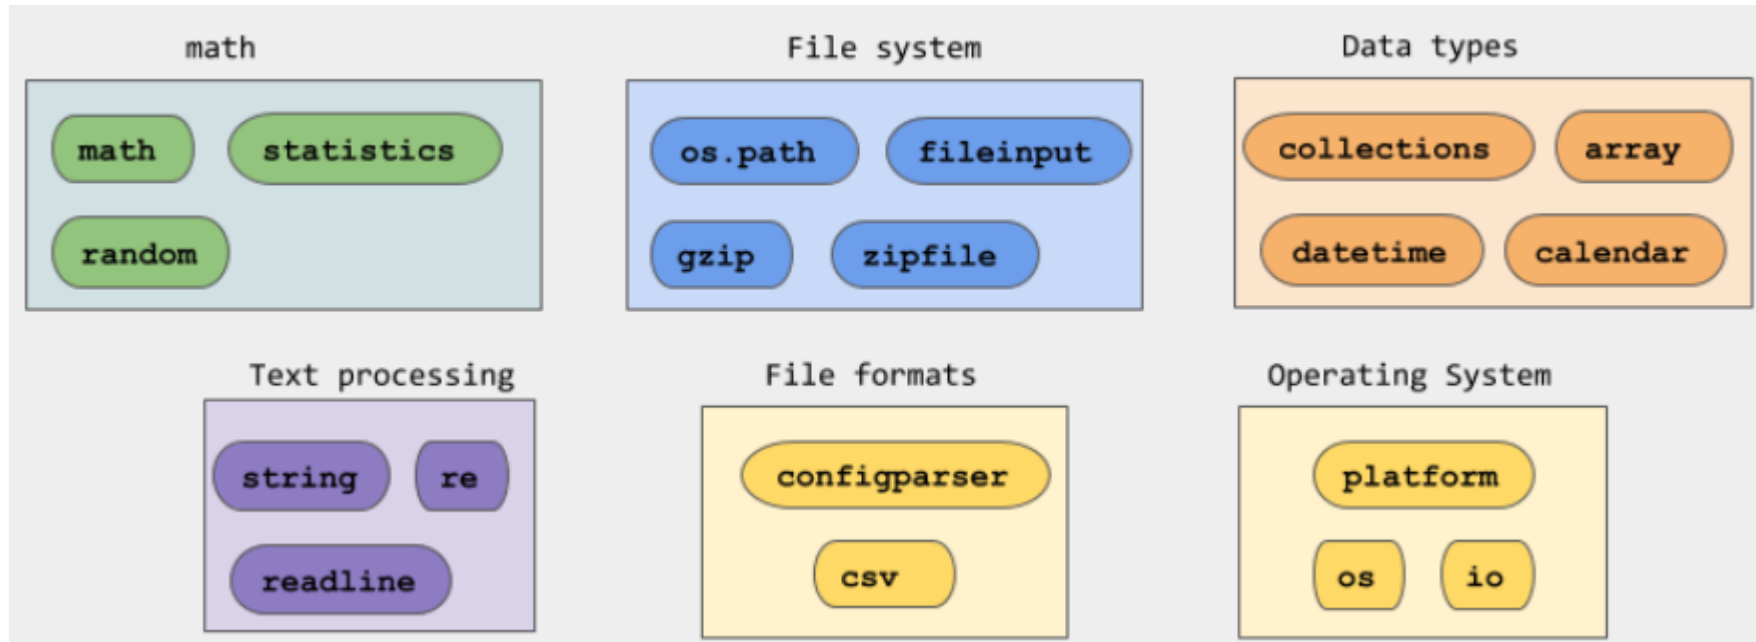 math
math statistics
random
File system
os.path fileinput
gzip zipfile
Data types
collections array
datetime calendar
Text processing
string re
readline
File formats
configparser
csv
Operating System
platform
os io